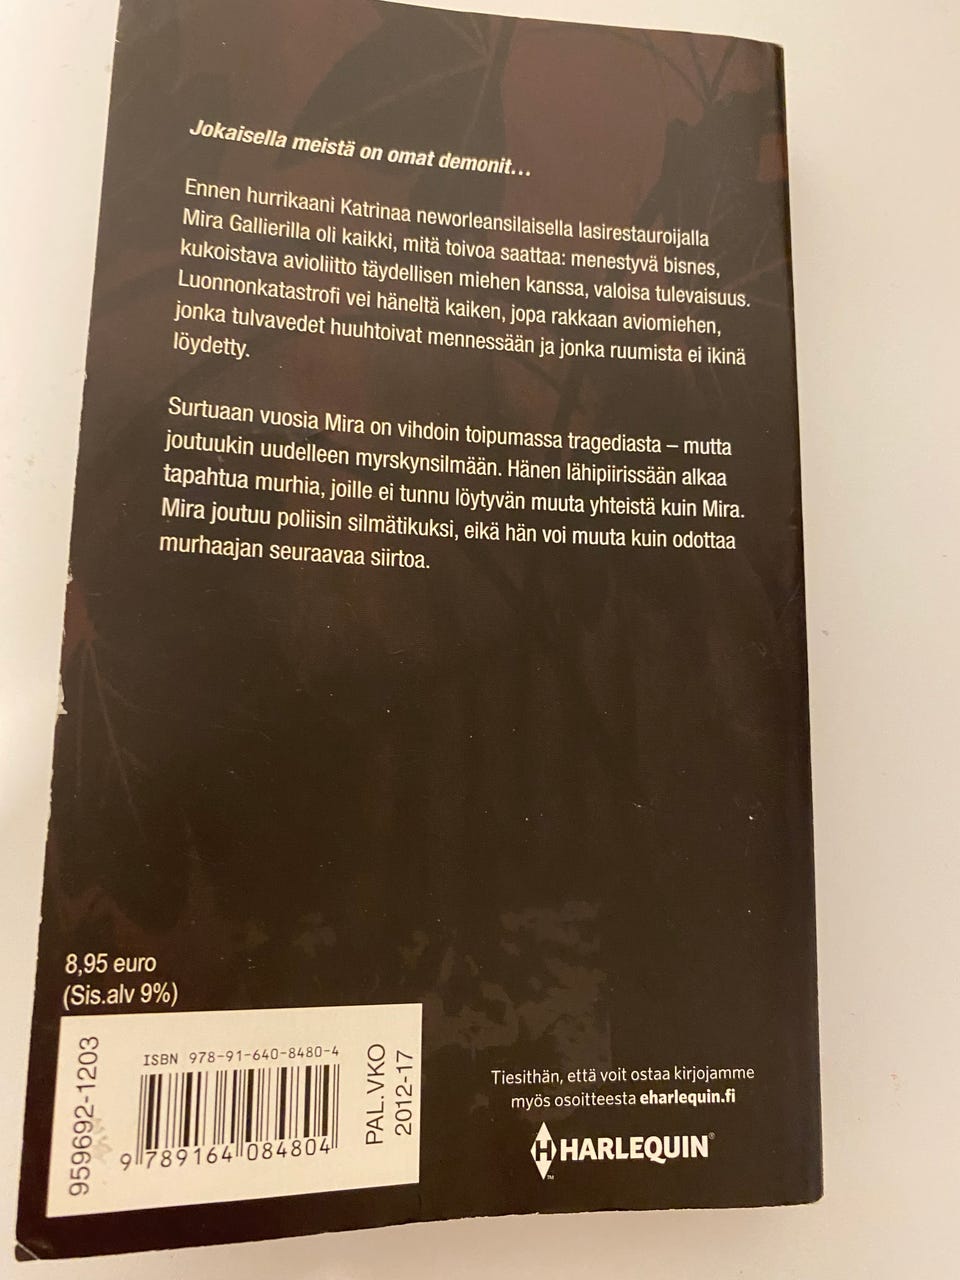 Jokaisella meistä on omat demonit...
Ennen hurrikaani Katrinaa neworleansilaisella lasirestauroijalla
Mira Gallierilla oli kaikki, mitä toivoa saattaa: menestyvä bisnes,
kukoistava avioliitto täydellisen miehen kanssa, valoisa tulevaisuus.
Luonnonkatastrofi vei häneltä kaiken, jopa rakkaan aviomiehen,
jonka tulvavedet huuhtoivat mennessään ja jonka ruumista ei ikinä
löydetty.
Surtuaan vuosia Mira on vihdoin toipumassa tragediasta – mutta
joutuukin uudelleen myrskynsilmään. Hänen lähipiirissään alkaa
tapahtua murhia, joille ei tunnu löytyvän muuta yhteistä kuin Mira.
Mira joutuu poliisin silmätikuksi, eikä hän voi muuta kuin odottaa
murhaajan seuraavaa siirtoa.
8,95 euro
(Sis.alv 9%)
959692-1203
ISBN 978-91-640-8480-4
9 789164 084804
PAL.VKO
2012-17
Tiesithän, että voit ostaa kirjojamme
myös osoitteesta eharlequin.fi
H HARLEQUIN®
™